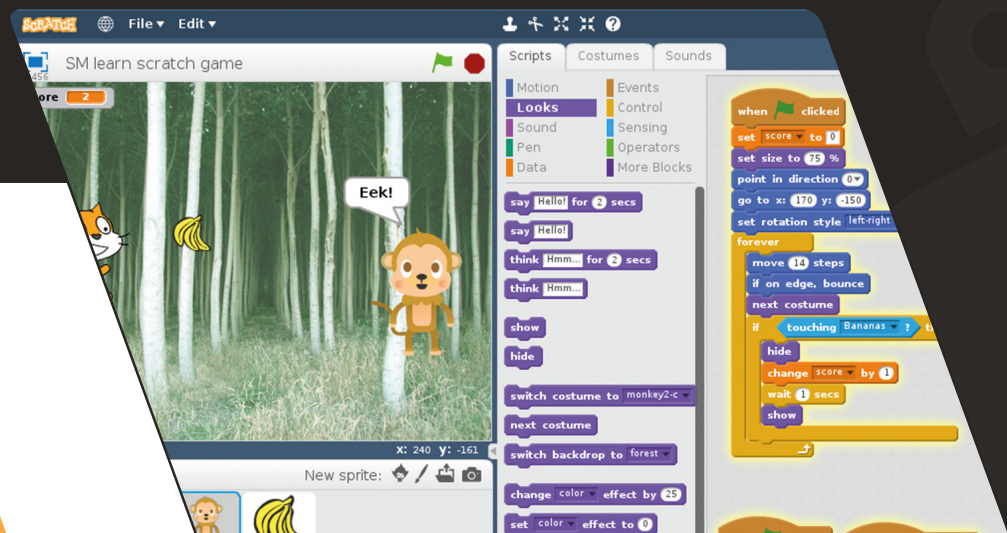 SCRATCH File Edit
SM learn scratch game
456
ore 2
Eek!
x: 240 y: -161
New sprite:
Scripts Costumes Sounds
Motion Events
Looks Control
Sound Sensing
Pen Operators
Data More Blocks
say Hello! for 2 secs
say Hello!
think Hmm... for 2 secs
think Hmm...
show
hide
switch costume to monkey2-c
next costume
switch backdrop to forest
change color effect by 25
set color effect to 0
when clicked
set score to 0
set size to 75 %
point in direction 0
go to x: 170 y: -150
set rotation style left-right
forever
move 14 steps
if on edge, bounce
next costume
if touching Bananas ? t
hide
change score by 1
wait 1 secs
show